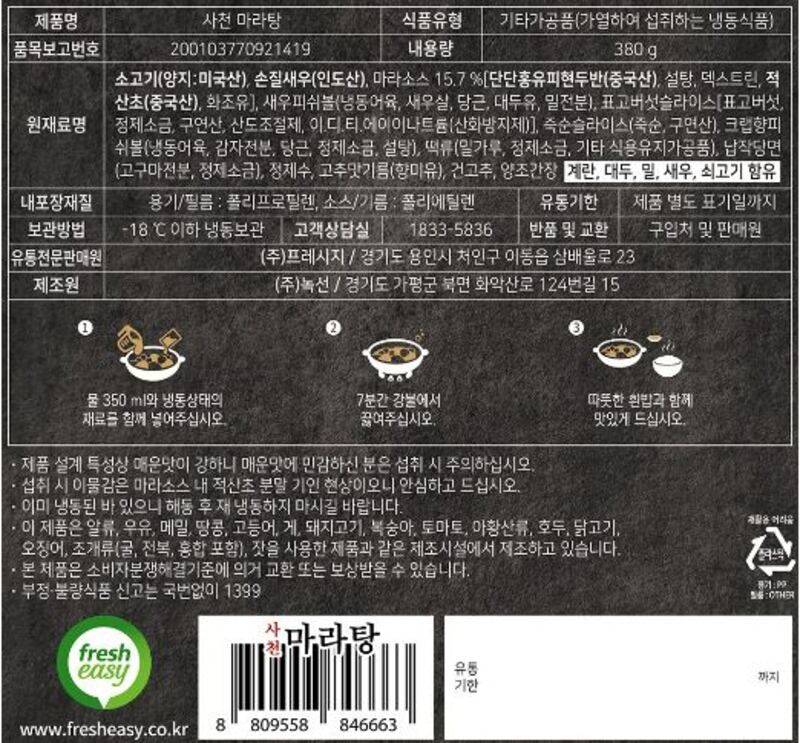 제품명 사천 마라탕 식품유형 기타가공품(가열하여 섭취하는 냉동식품)
품목보고번호 200103770921419 내용량 380 g
원재료명
소고기(양지:미국산), 손질새우(인도산), 마라소스 15.7 %[단단홍유피현두반(중국산), 설탕, 덱스트린, 적
산초(중국산), 화조유], 새우피쉬볼(냉동어육, 새우살, 당근, 대두유, 밀전분), 표고버섯슬라이스[표고버섯,
정제소금, 구연산, 산도조절제, 이.디.티.에이이나트륨(산화방지제)], 죽순슬라이스(죽순, 구연산), 크랩향피
쉬볼(냉동어육, 감자전분, 당근, 정제소금, 설탕), 떡류(밀가루, 정제소금, 기타 식용유지가공품), 납작당면
(고구마전분, 정제소금), 정제수, 고추맛기름(향미유), 건고추, 양조간장 계란, 대두, 밀, 새우, 쇠고기 함유
내포장재질 용기/필름 : 폴리프로필렌, 소스/기름 : 폴리에틸렌 유통기한 제품 별도 표기일까지
보관방법 -18 ℃ 이하 냉동보관 고객상담실 1833-5836 반품 및 교환 구입처 및 판매원
유통전문판매원 (주)프레시지 / 경기도 용인시 처인구 이동읍 삼배울로 23
제조원 (주)녹선 / 경기도 가평군 북면 화악산로 124번길 15
1 2 3
물 350 ml와 냉동상태의 7분간 강불에서 따뜻한 흰밥과 함께
재료를 함께 넣어주십시오. 끓여주십시오. 맛있게 드십시오.
· 제품 설계 특성상 매운맛이 강하니 매운맛에 민감하신 분은 섭취 시 주의하십시오.
· 섭취 시 이물감은 마라소스 내 적산초 분말 기인 현상이오니 안심하고 드십시오.
· 이미 냉동된 바 있으니 해동 후 재 냉동하지 마시길 바랍니다.
· 이 제품은 알류, 우유, 메밀, 땅콩, 고등어, 게, 돼지고기, 복숭아, 토마토, 아황산류, 호두, 닭고기,
오징어, 조개류(굴, 전복, 홍합 포함), 잣을 사용한 제품과 같은 제조시설에서 제조하고 있습니다.
· 본 제품은 소비자분쟁해결기준에 의거 교환 또는 보상받을 수 있습니다.
· 부정·불량식품 신고는 국번없이 1399
재활용 어려움
플라스틱
용기 : PP
필름 : OTHER
fresh
easy
www.fresheasy.co.kr
사천 마라탕
8 809558 846663
유통
기한
까지